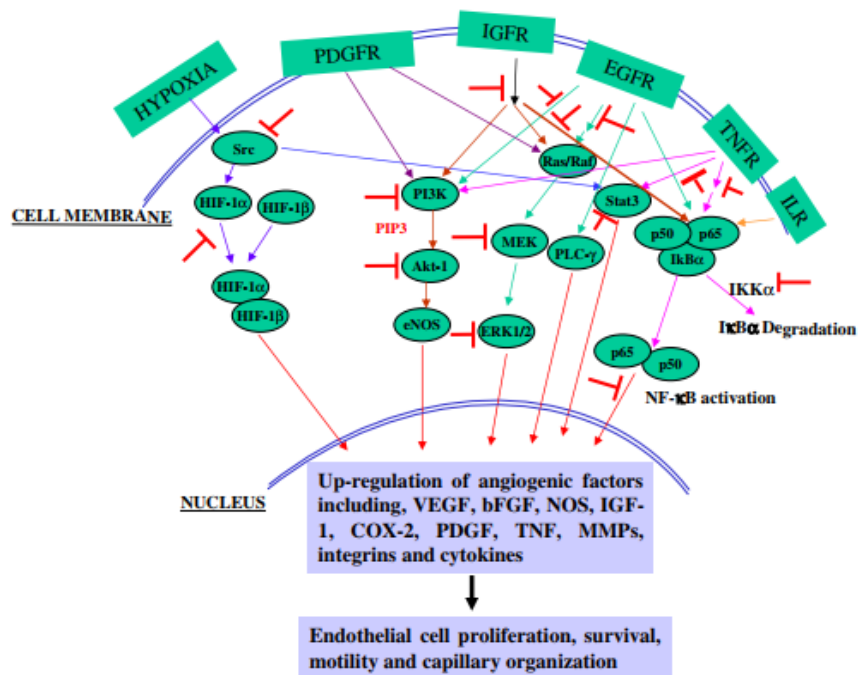 IGFR
PDGFR
EGFR
HYPOXIA
TNFR
ILR
Src
Ras/Raf
HIF-1α
HIF-1β
PI3K
Stat3
CELL MEMBRANE
PIP3
p50
p65
MEK
PLC-γ
IkBα
Akt-1
IKKα
HIF-1α
HIF-1β
eNOS
ERK1/2
IκBα Degradation
p65
p50
NF-κB activation
NUCLEUS
Up-regulation of angiogenic factors
including, VEGF, bFGF, NOS, IGF-
1, COX-2, PDGF, TNF, MMPs,
integrins and cytokines
Endothelial cell proliferation, survival,
motility and capillary organization